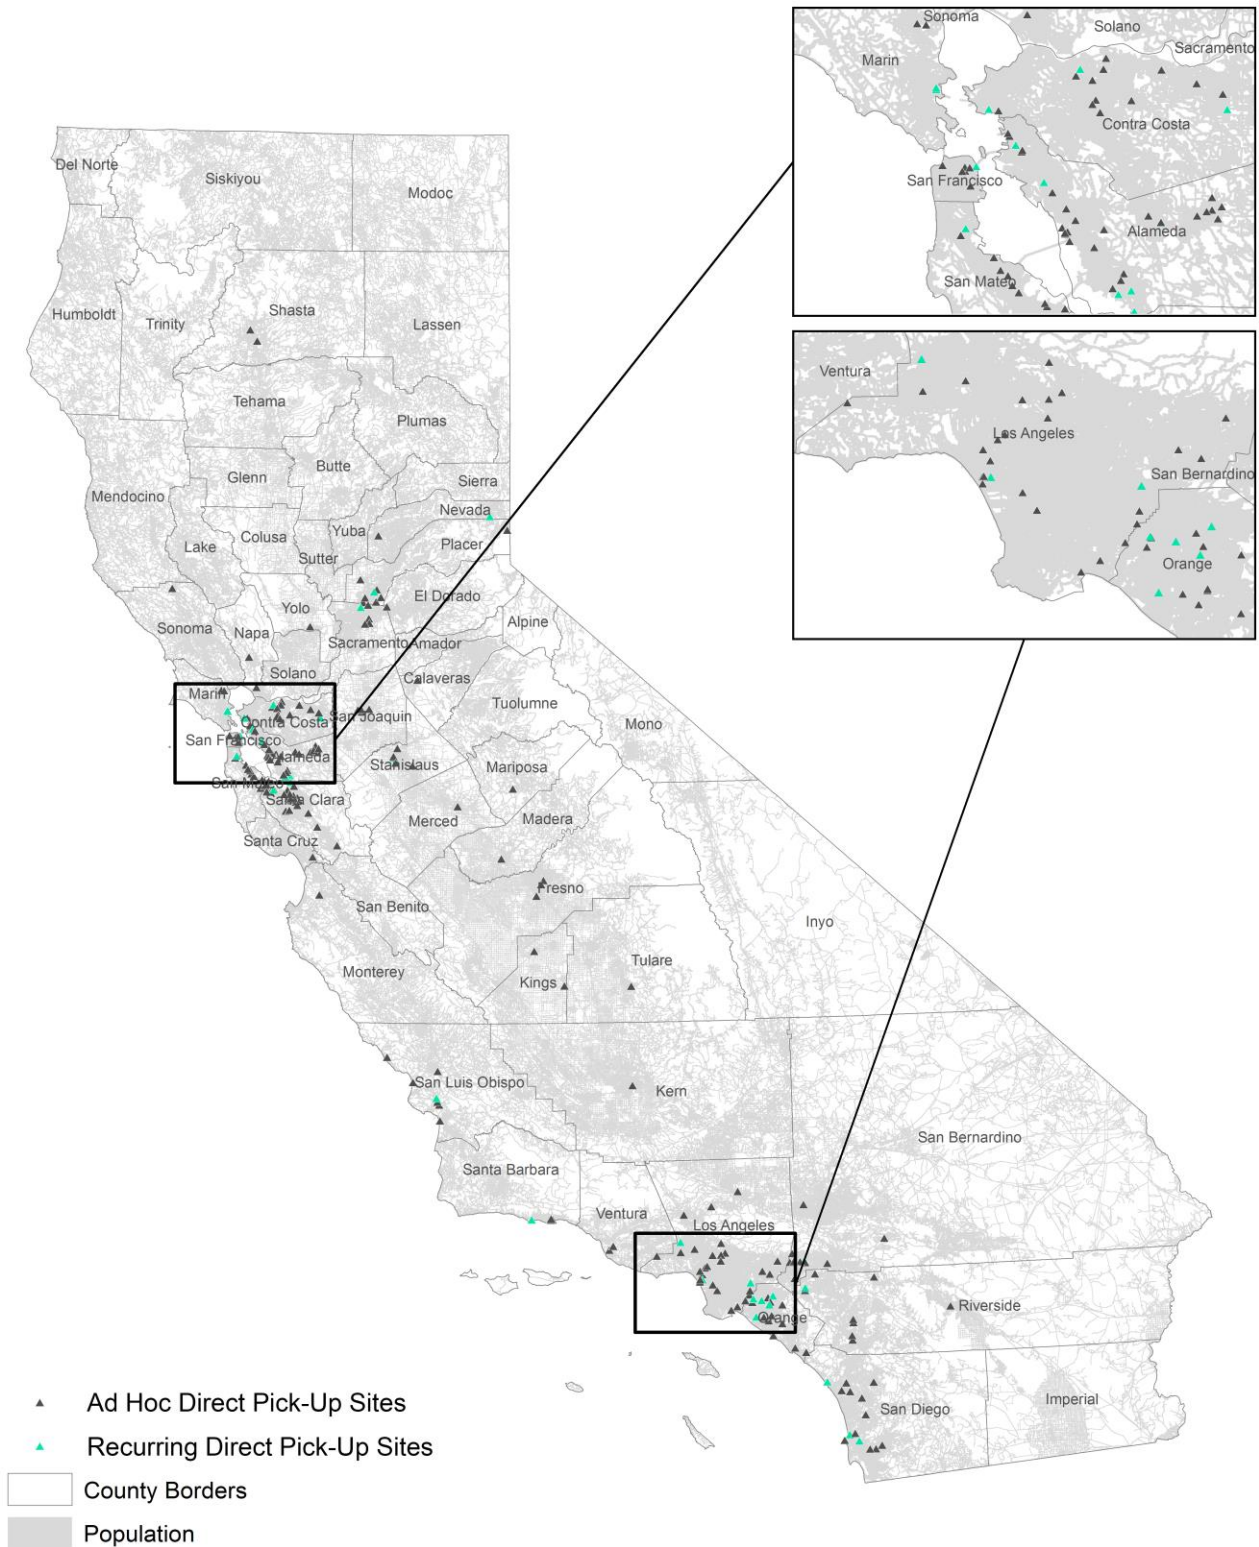 Sonoma
Solano
Sacramento
Marin
Contra Costa
San Francisco
Alameda
San Mateo
Ventura
Los Angeles
San Bernardino
Orange
Del Norte
Siskiyou
Modoc
Humboldt
Trinity
Shasta
Lassen
Tehama
Plumas
Mendocino
Glenn
Butte
Sierra
Nevada
Colusa
Yuba
Placer
Lake
Sutter
El Dorado
Sonoma
Napa
Yolo
Sacramento
Amador
Alpine
Solano
Calaveras
Marin
Contra Costa
San Joaquin
Tuolumne
Mono
San Francisco
Alameda
Stanislaus
Mariposa
San Mateo
Santa Clara
Merced
Madera
Santa Cruz
Fresno
San Benito
Inyo
Monterey
Kings
Tulare
San Luis Obispo
Kern
San Bernardino
Santa Barbara
Ventura
Los Angeles
Orange
Riverside
San Diego
Imperial
Ad Hoc Direct Pick-Up Sites
Recurring Direct Pick-Up Sites
County Borders
Population